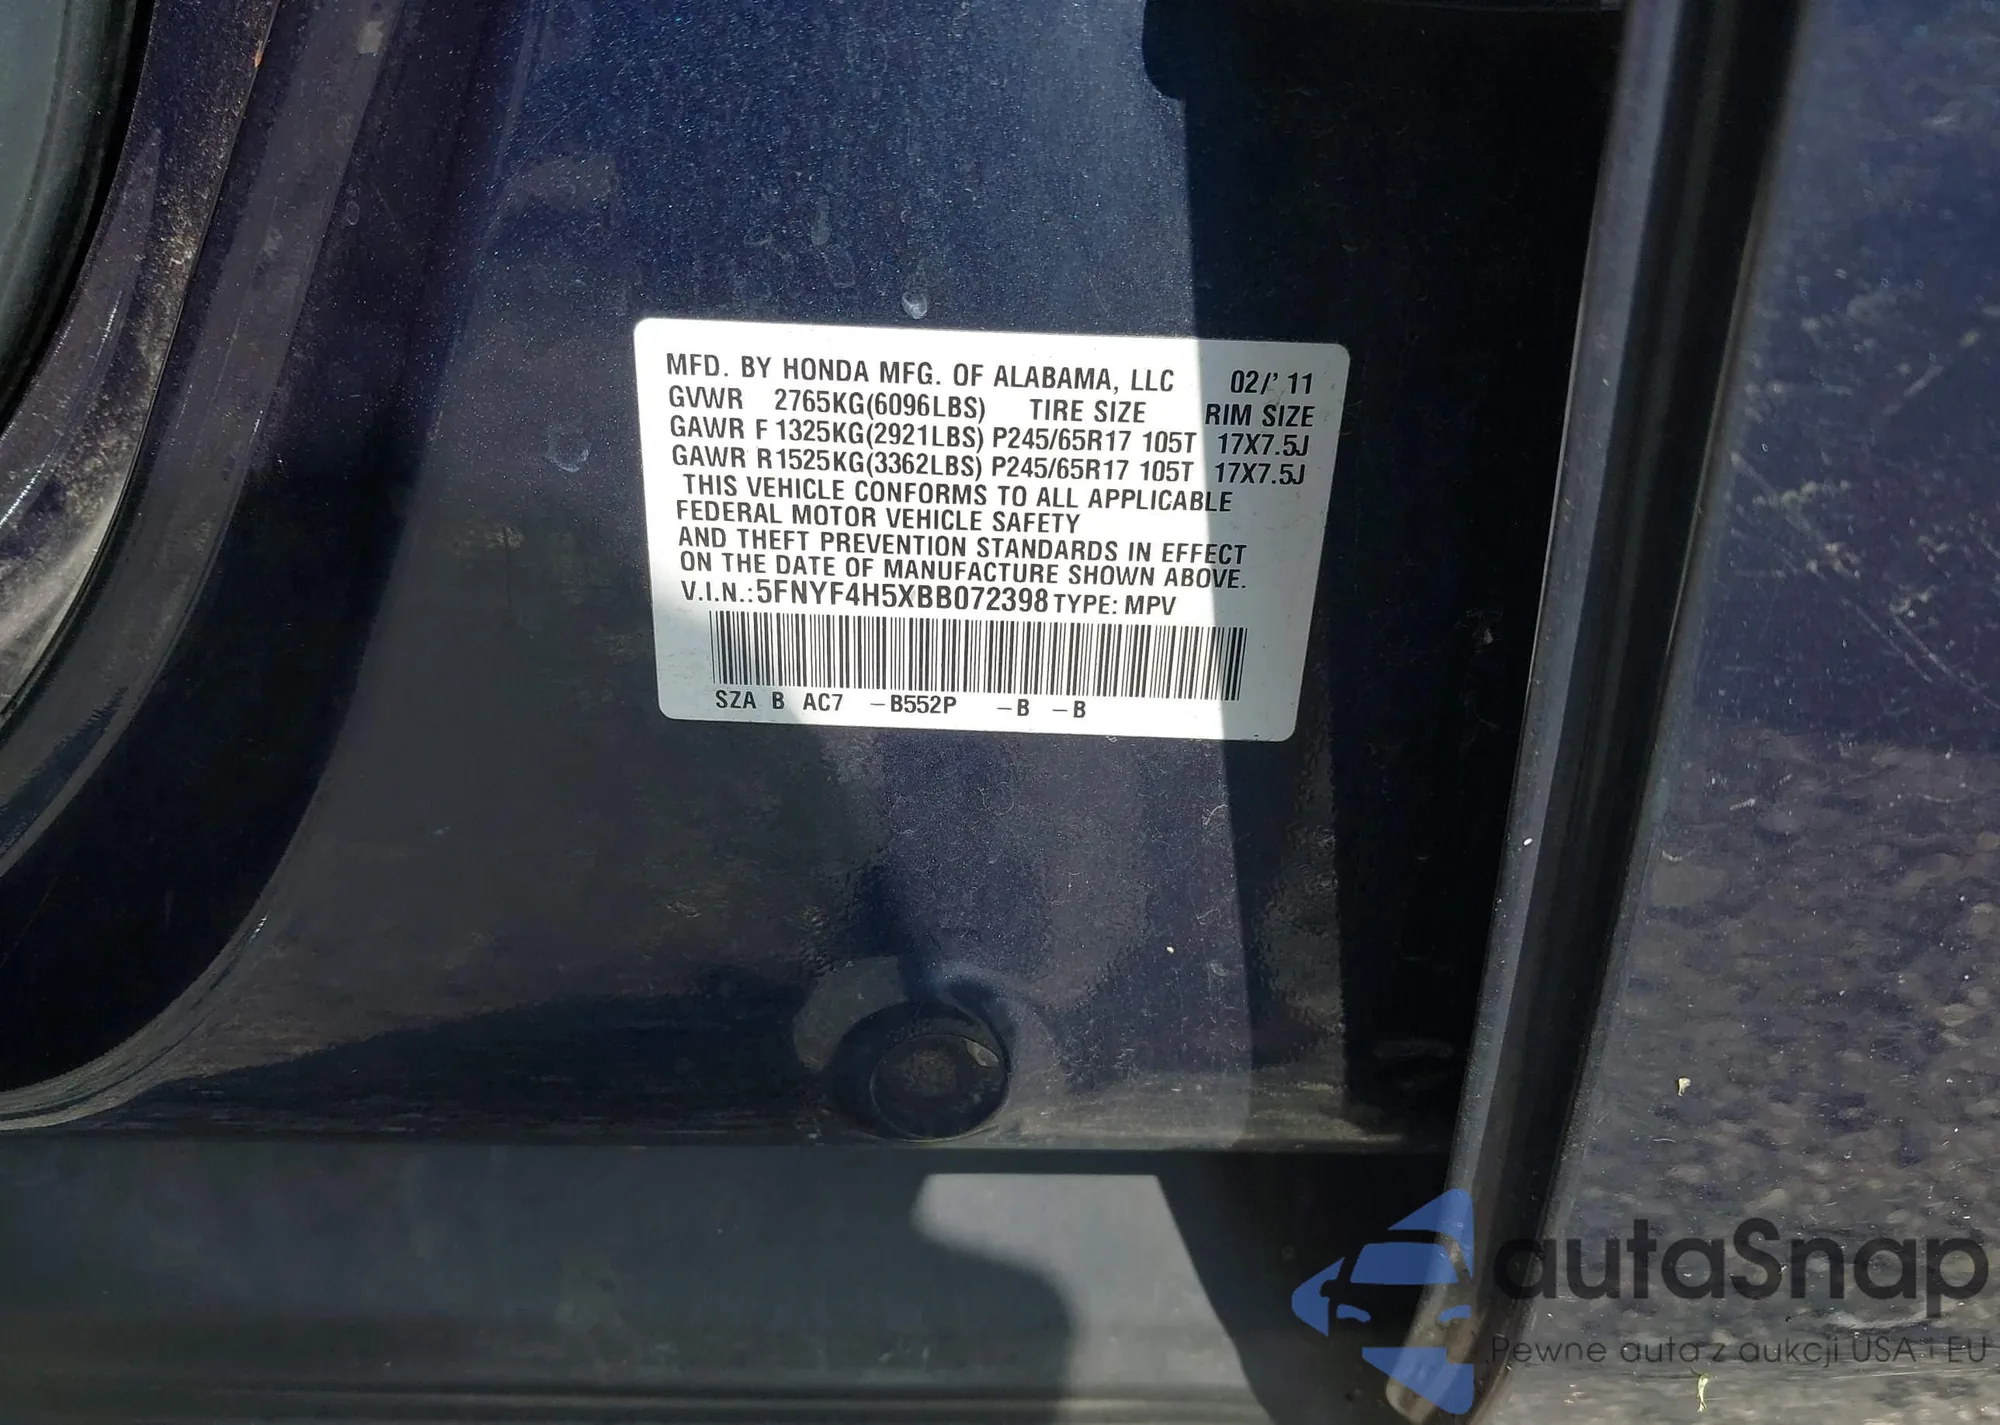 MFD. BY HONDA MFG. OF ALABAMA, LLC 02/' 11
GVWR 2765KG(6096LBS) TIRE SIZE RIM SIZE
GAWR F 1325KG(2921LBS) P245/65R17 105T 17X7.5J
GAWR R1525KG(3362LBS) P245/65R17 105T 17X7.5J
THIS VEHICLE CONFORMS TO ALL APPLICABLE
FEDERAL MOTOR VEHICLE SAFETY
AND THEFT PREVENTION STANDARDS IN EFFECT
ON THE DATE OF MANUFACTURE SHOWN ABOVE.
V.I.N.:5FNYF4H5XBB072398 TYPE: MPV
SZA B AC7 –B552P –B –B
autaSnap
Pewne auta z aukcji USA i EU